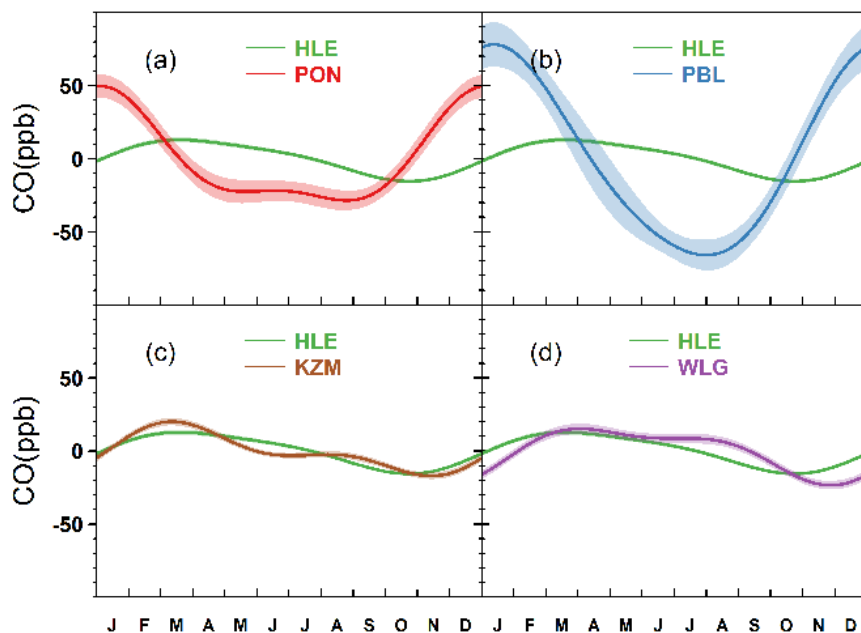 (a) HLE
PON
(b) HLE
PBL
CO(ppb)
50
0
-50
(c) HLE
KZM
(d) HLE
WLG
CO(ppb)
50
0
-50
J F M A M J J A S O N D J F M A M J J A S O N D